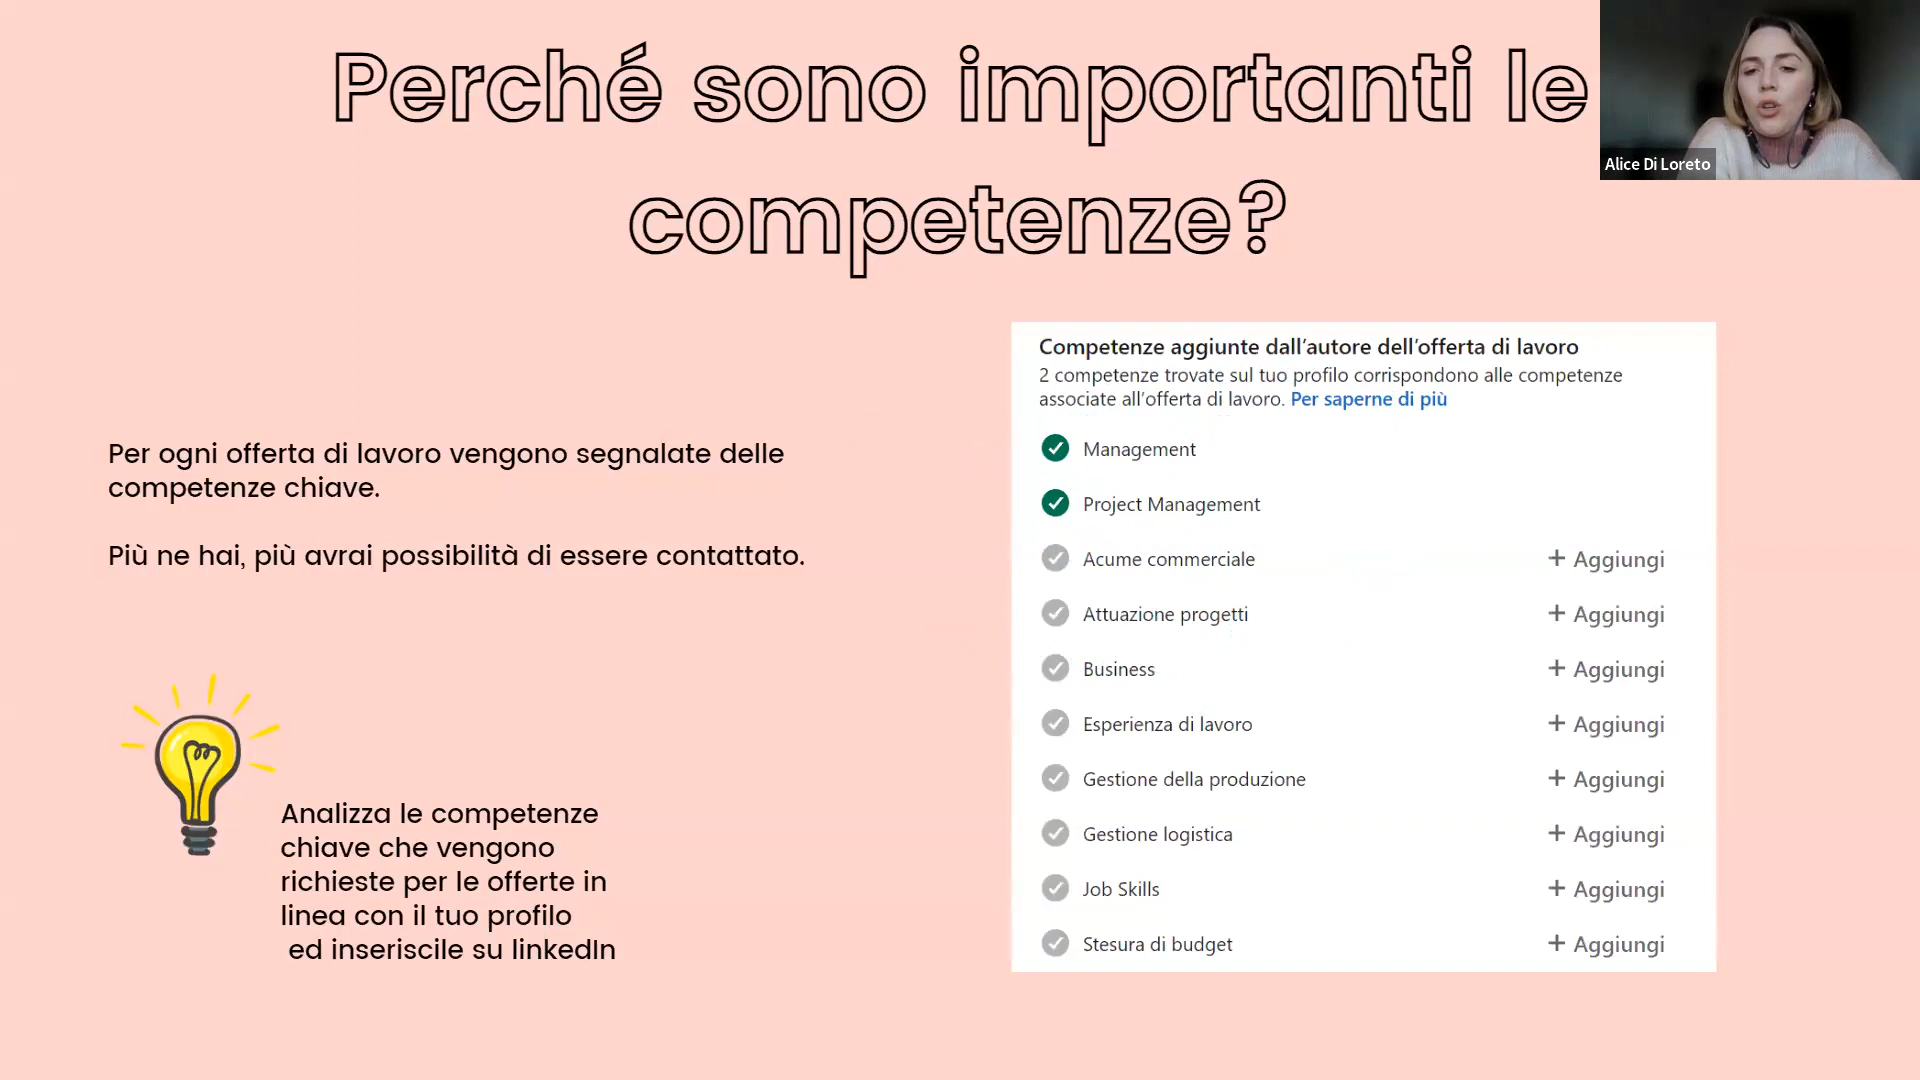 Perché sono importanti le
competenze?
Alice Di Loreto
Per ogni offerta di lavoro vengono segnalate delle
competenze chiave.
Più ne hai, più avrai possibilità di essere contattato.
Analizza le competenze
chiave che vengono
richieste per le offerte in
linea con il tuo profilo
ed inseriscile su linkedIn
Competenze aggiunte dall'autore dell'offerta di lavoro
2 competenze trovate sul tuo profilo corrispondono alle competenze
associate all'offerta di lavoro. Per saperne di più
Management
Project Management
Acume commerciale + Aggiungi
Attuazione progetti + Aggiungi
Business + Aggiungi
Esperienza di lavoro + Aggiungi
Gestione della produzione + Aggiungi
Gestione logistica + Aggiungi
Job Skills + Aggiungi
Stesura di budget + Aggiungi